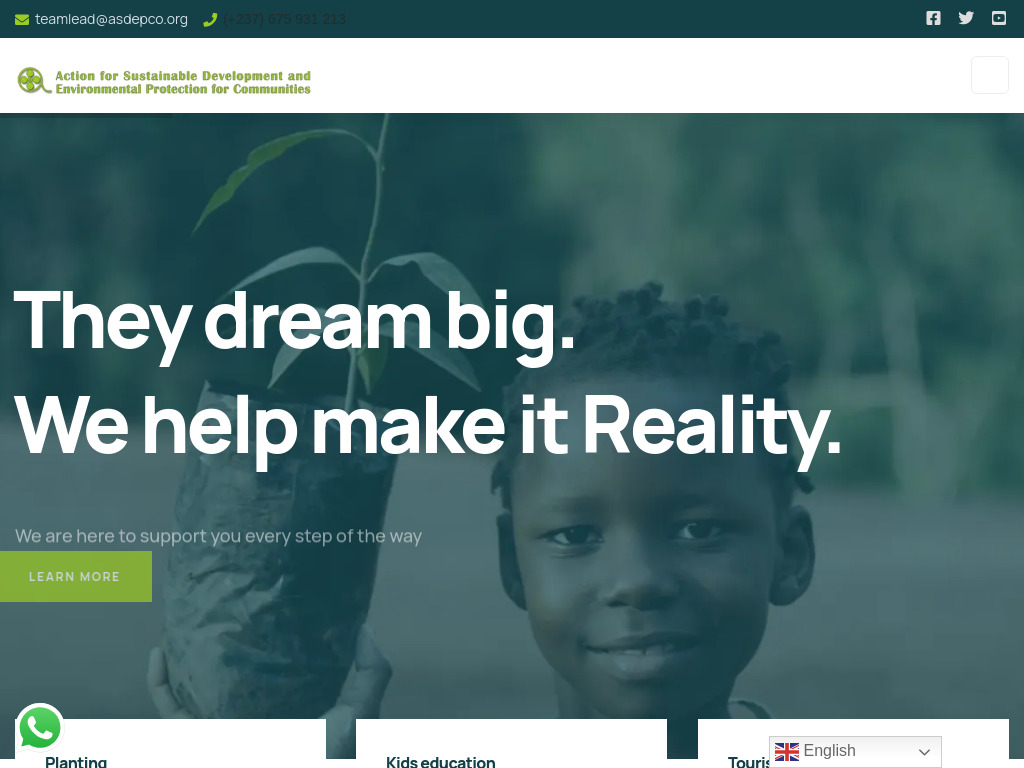 teamlead@asdepco.org (+237) 675 931 213
Action for Sustainable Development and
Environmental Protection for Communities
They dream big.
We help make it Reality.
We are here to support you every step of the way
LEARN MORE
Planting
Kids education
English